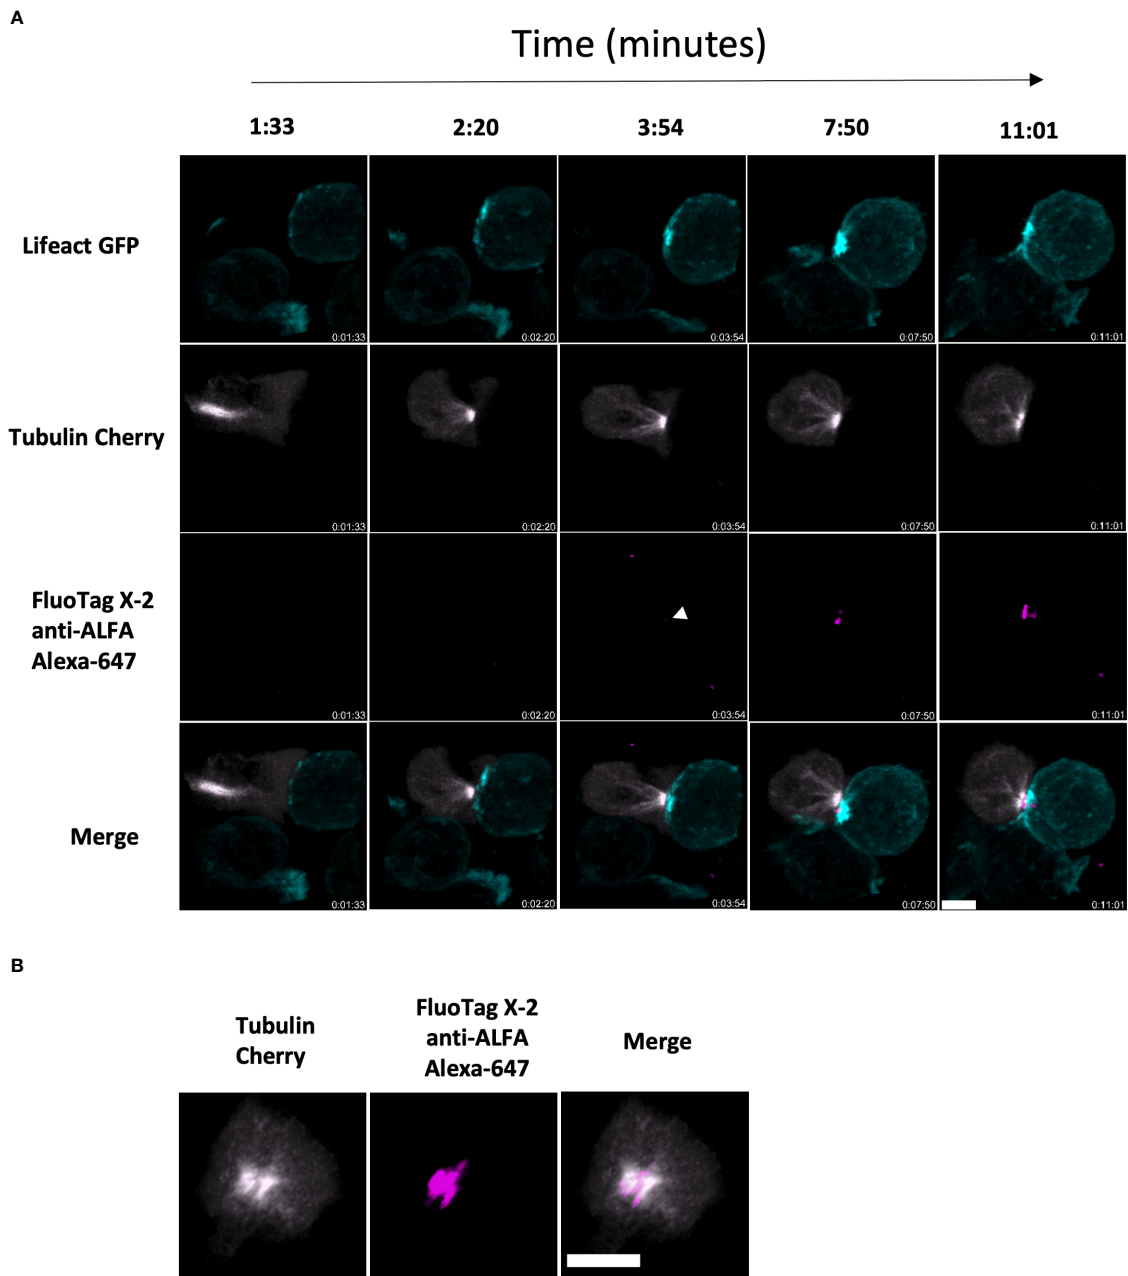 A
Time (minutes)
1:33 2:20 3:54 7:50 11:01
Lifeact GFP
0:01:33 0:02:20 0:03:54 0:07:50 0:11:01
Tubulin Cherry
0:01:33 0:02:20 0:03:54 0:07:50 0:11:01
FluoTag X-2
anti-ALFA
Alexa-647
0:01:33 0:02:20 0:03:54 0:07:50 0:11:01
Merge
0:01:33 0:02:20 0:03:54 0:07:50 0:11:01
B
Tubulin
Cherry
FluoTag X-2
anti-ALFA
Alexa-647
Merge